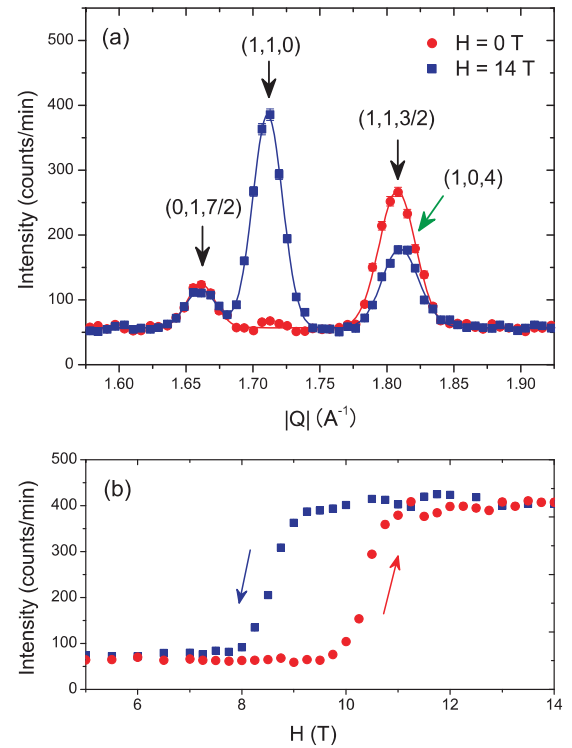 (a)
(1,1,0)
H = 0 T
H = 14 T
(1,1,3/2)
(1,0,4)
(0,1,7/2)
500
400
300
200
100
0
Intensity (counts/min)
1.60 1.65 1.70 1.75 1.80 1.85 1.90
|Q| (A⁻¹)
(b)
500
400
300
200
100
0
Intensity (counts/min)
6 8 10 12 14
H (T)